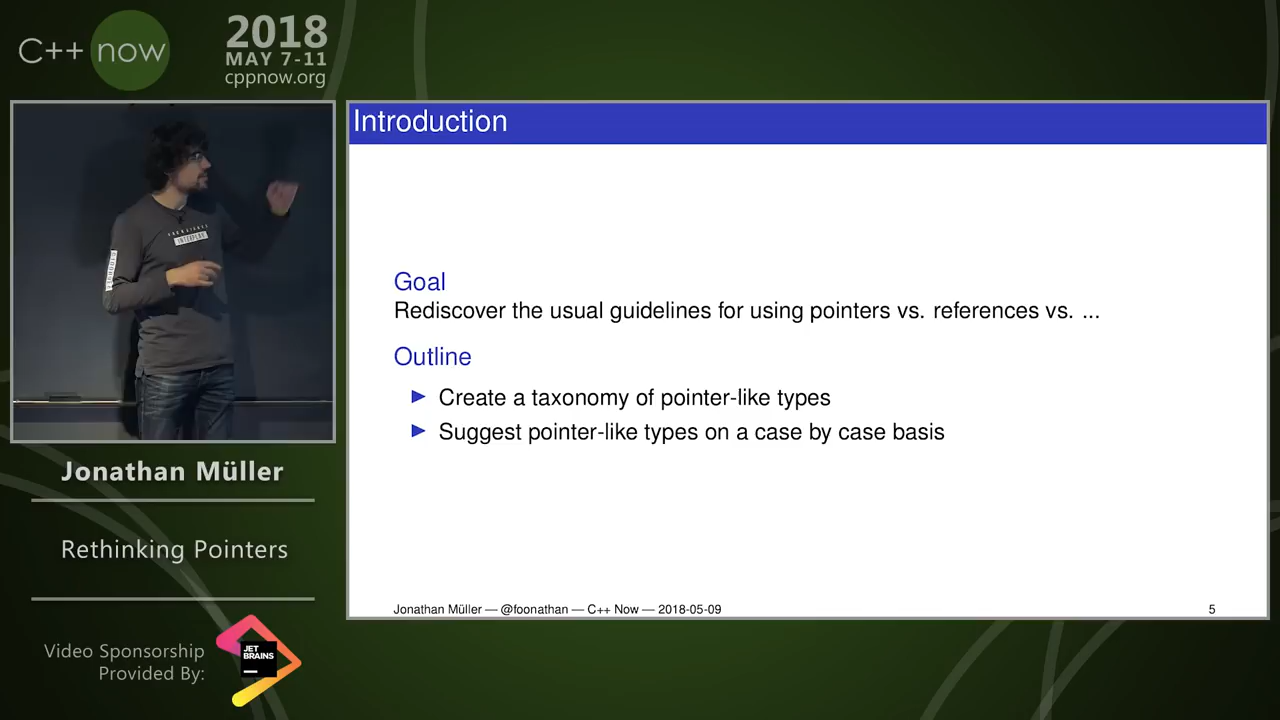 C++ now
2018
MAY 7-11
cppnow.org
Introduction
Goal
Rediscover the usual guidelines for using pointers vs. references vs. ...
Outline
Create a taxonomy of pointer-like types
Suggest pointer-like types on a case by case basis
Jonathan Müller — @foonathan — C++ Now — 2018-05-09
5
Jonathan Müller
Rethinking Pointers
Video Sponsorship
Provided By:
JET
BRAINS